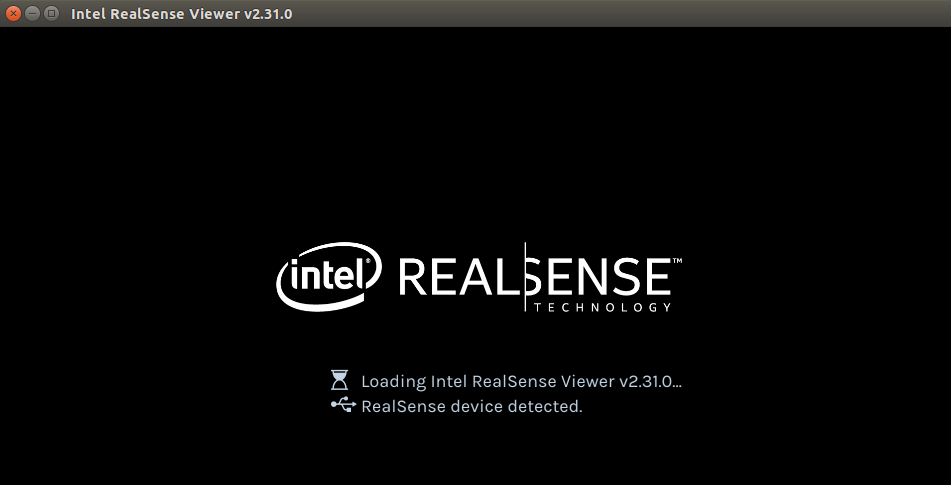 Intel RealSense Viewer v2.31.0
intel® REALSENSE™
TECHNOLOGY
Loading Intel RealSense Viewer v2.31.0...
RealSense device detected.